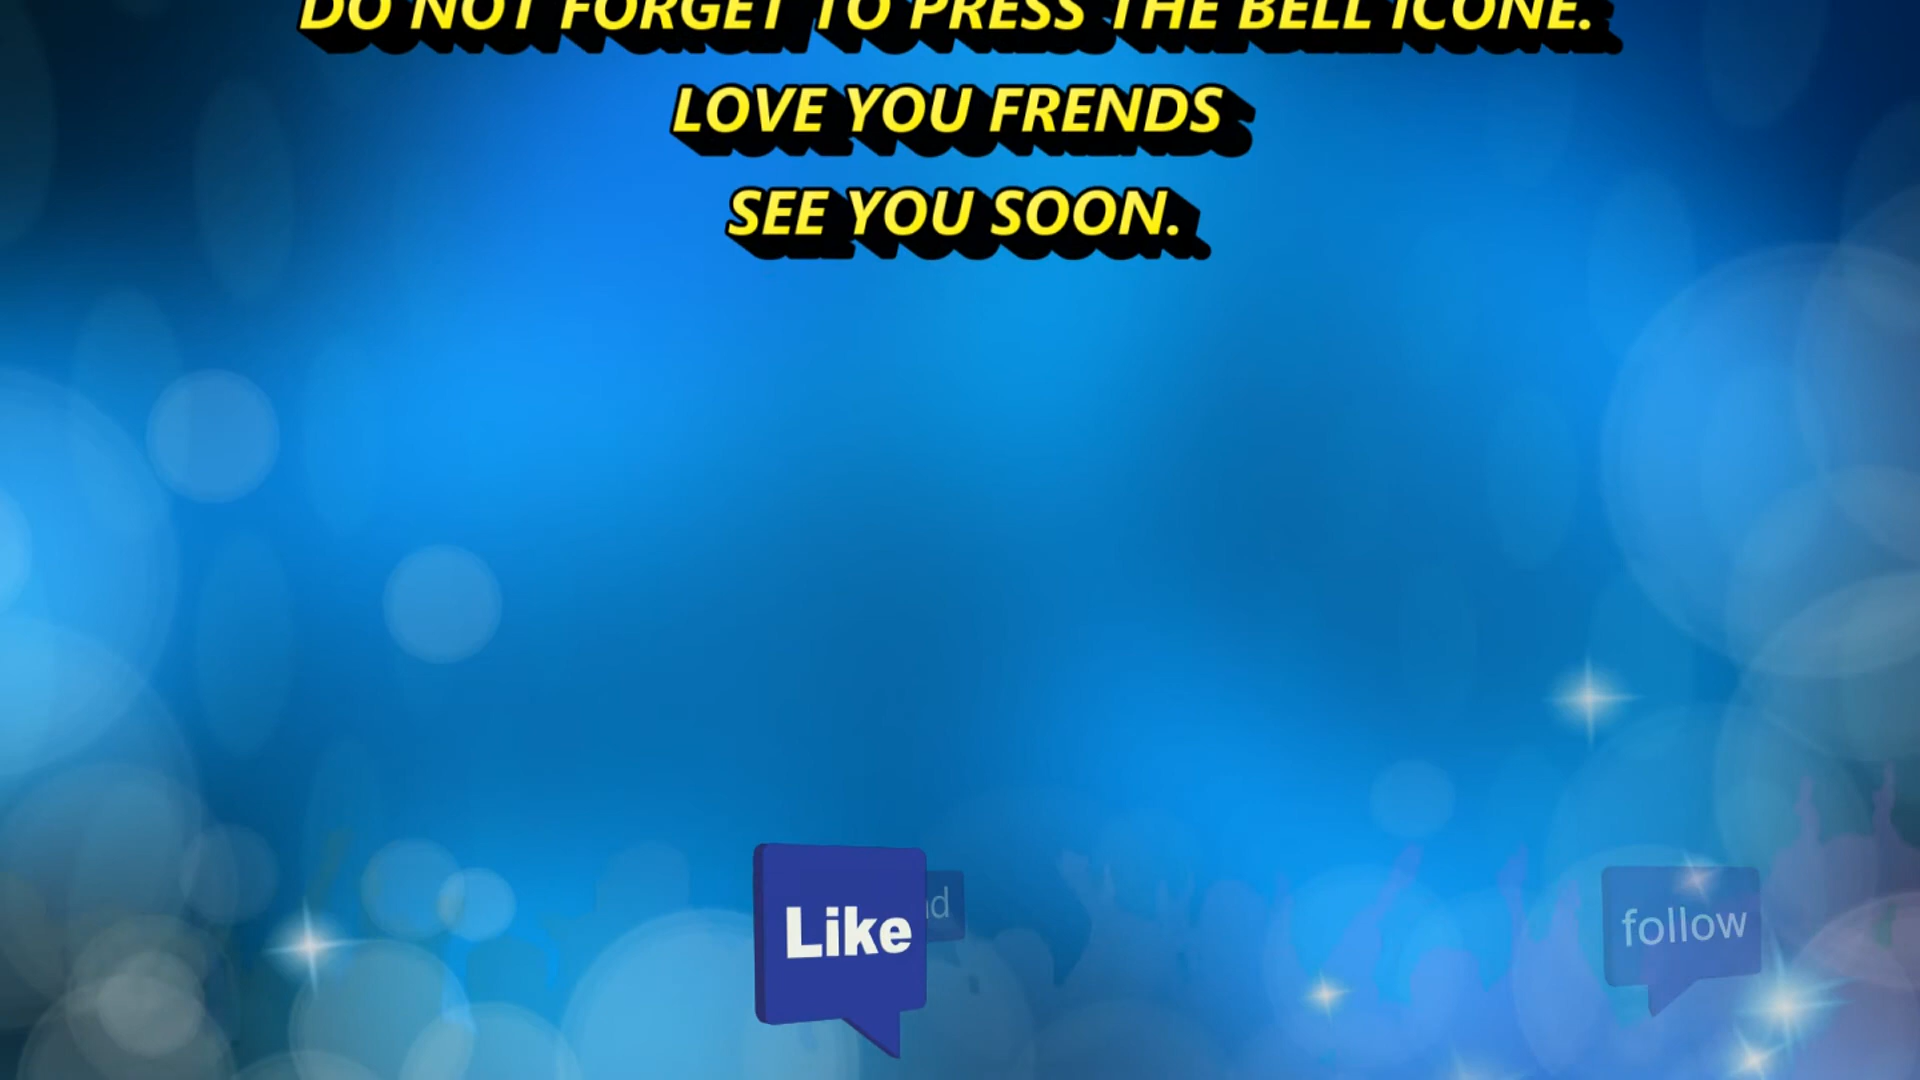 DO NOT FORGET TO PRESS THE BELL ICONE.
LOVE YOU FRENDS
SEE YOU SOON.
Like
follow